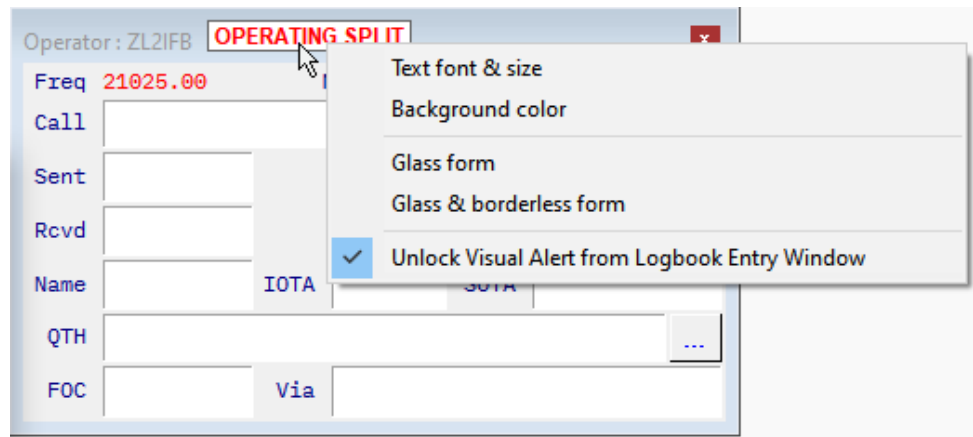 Operator : ZL2IFB OPERATING SPLIT x
Freq 21025.00
Call
Sent
Rcvd
Name IOTA SOTA
QTH ...
FOC Via
Text font & size
Background color
Glass form
Glass & borderless form
Unlock Visual Alert from Logbook Entry Window